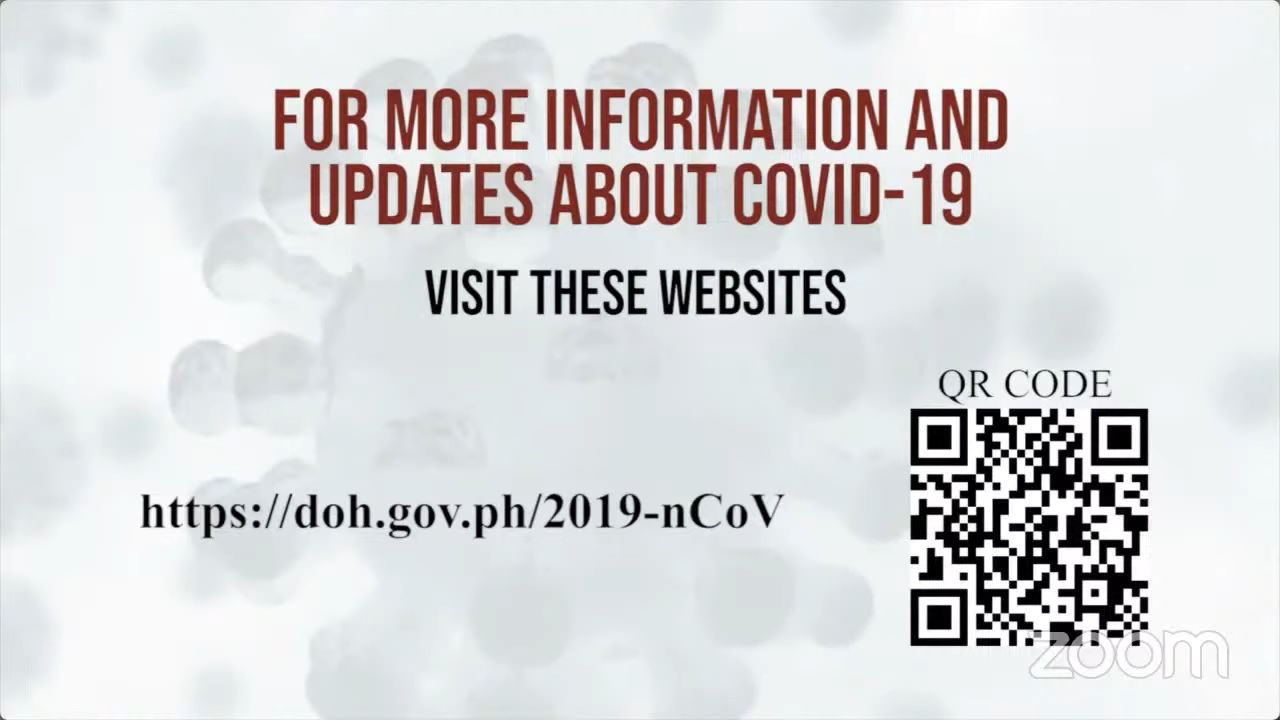 FOR MORE INFORMATION AND
UPDATES ABOUT COVID-19
VISIT THESE WEBSITES
QR CODE
https://doh.gov.ph/2019-nCoV
zoom